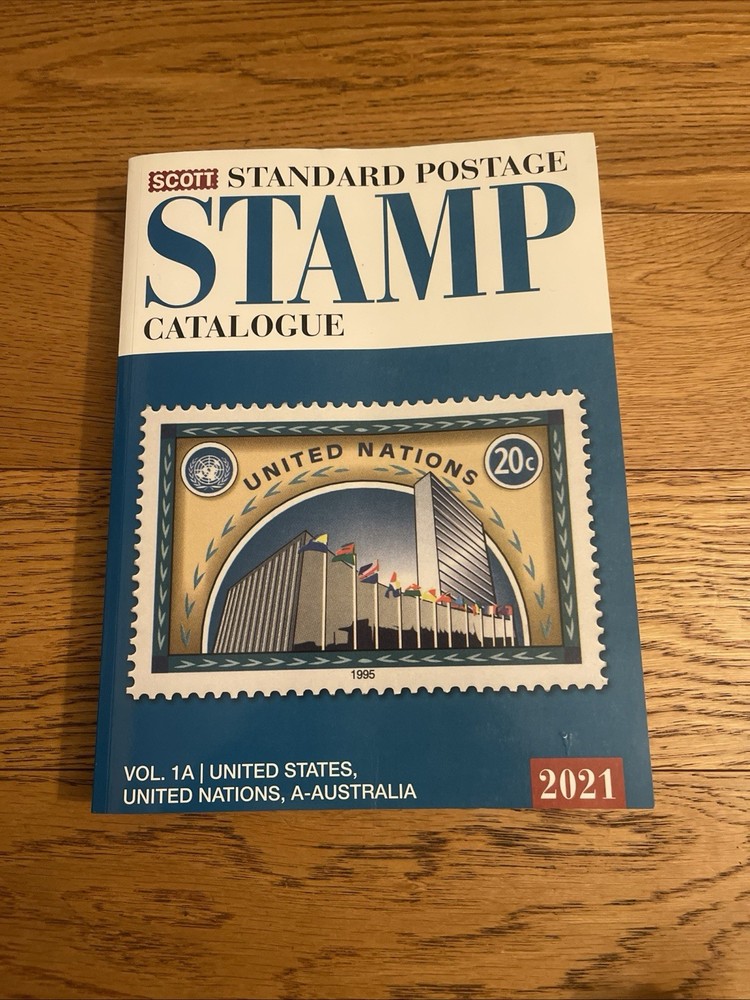 SCOTT STANDARD POSTAGE
STAMP
CATALOGUE
UNITED NATIONS
20c
1995
VOL. 1A | UNITED STATES,
UNITED NATIONS, A-AUSTRALIA
2021